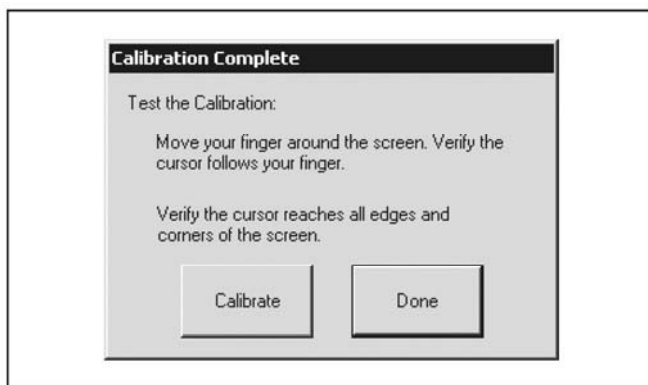 Calibration Complete
Test the Calibration:
Move your finger around the screen. Verify the
cursor follows your finger.
Verify the cursor reaches all edges and
corners of the screen.
Calibrate
Done